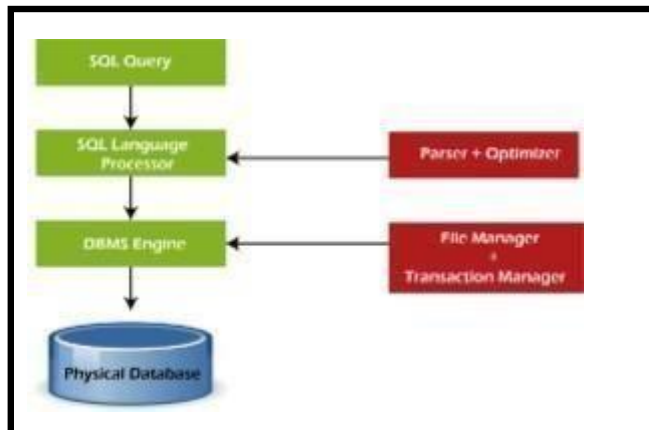 SQL Query
SQL Language
Processor
Parser + Optimizer
DBMS Engine
File Manager
+
Transaction Manager
Physical Database